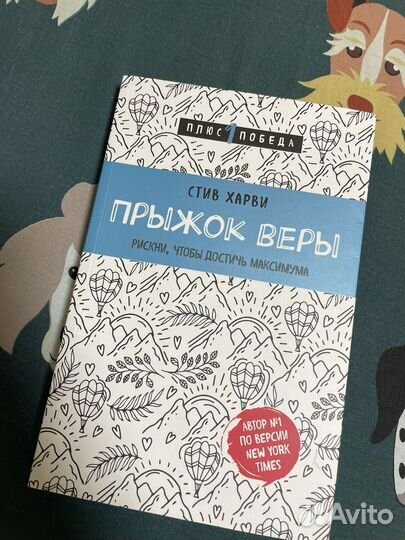 ПЛЮС 1 ПОБЕДА
СТИВ ХАРВИ
ПРЫЖОК ВЕРЫ
РИСКНИ, ЧТОБЫ ДОСТИЧЬ МАКСИМУМА
АВТОР №1
ПО ВЕРСИИ
NEW YORK
TIMES
Avito